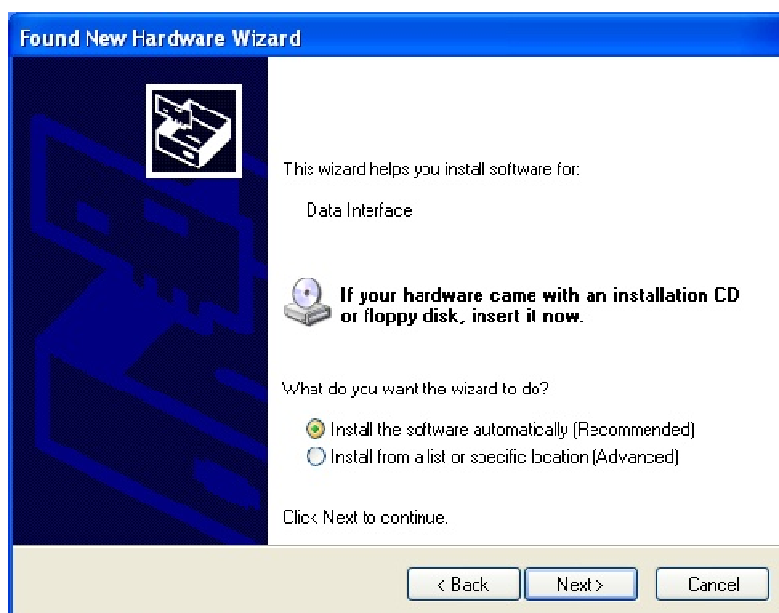 Found New Hardware Wizard
This wizard helps you install software for:
Data Interface
If your hardware came with an installation CD
or floppy disk, insert it now.
What do you want the wizard to do?
Install the software automatically (Recommended)
Install from a list or specific location (Advanced)
Click Next to continue.
< Back
Next >
Cancel